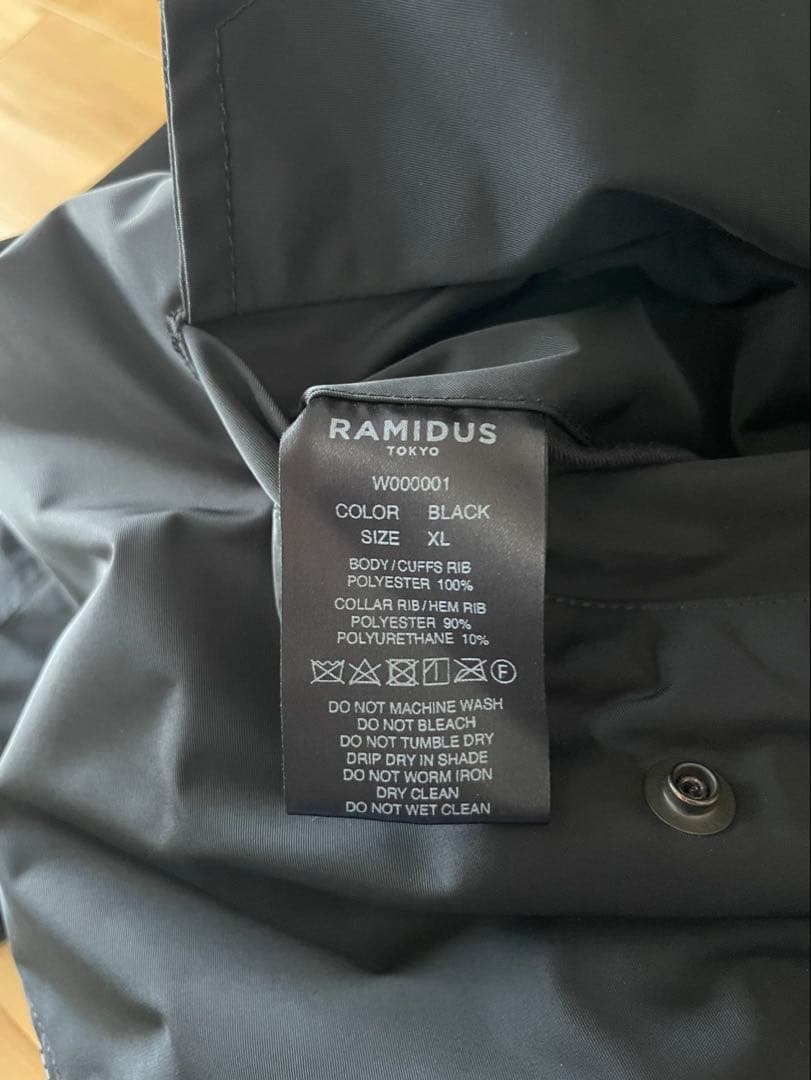 RAMIDUS
TOKYO
W000001
COLOR BLACK
SIZE XL
BODY/CUFFS RIB
POLYESTER 100%
COLLAR RIB/HEM RIB
POLYESTER 90%
POLYURETHANE 10%
F
DO NOT MACHINE WASH
DO NOT BLEACH
DO NOT TUMBLE DRY
DRIP DRY IN SHADE
DO NOT WORM IRON
DRY CLEAN
DO NOT WET CLEAN